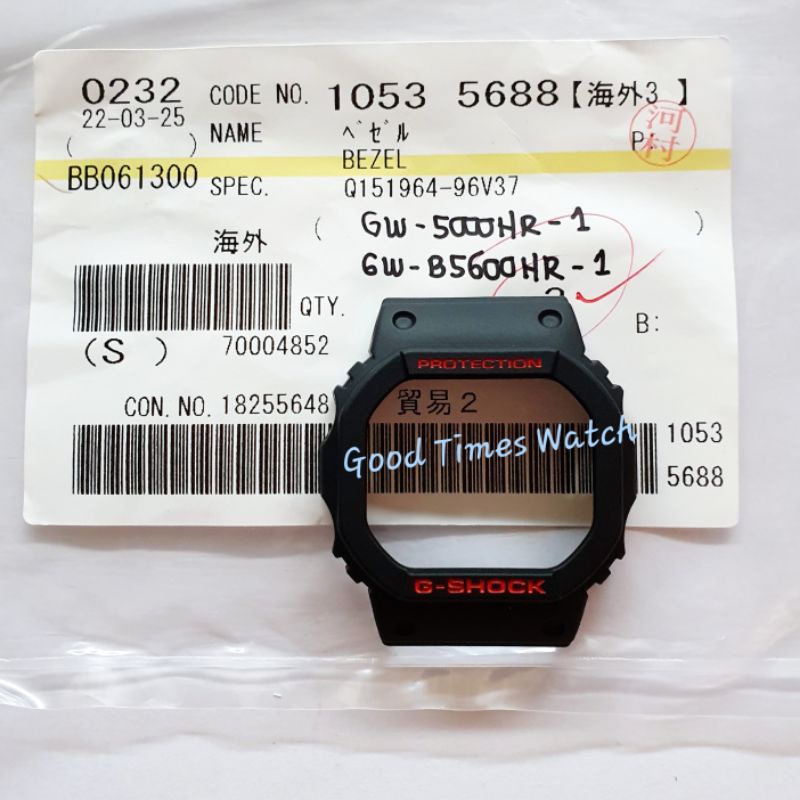 0232 CODE NO. 1053 5688【海外3 】
22-03-25
( ) NAME ベゼル P:
河村
BEZEL
BB061300 SPEC. Q151964-96V37
海外 ( GW-5000HR-1 )
GW-B5600HR-1
QTY. B:
(S ) 70004852
PROTECTION
CON.NO. 18255648 貿易2
1053
Good Times Watch
5688
G-SHOCK